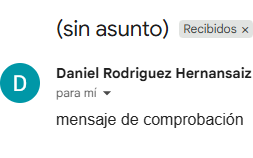 (sin asunto) Recibidos ×
D
Daniel Rodriguez Hernansaiz
para mí
mensaje de comprobación